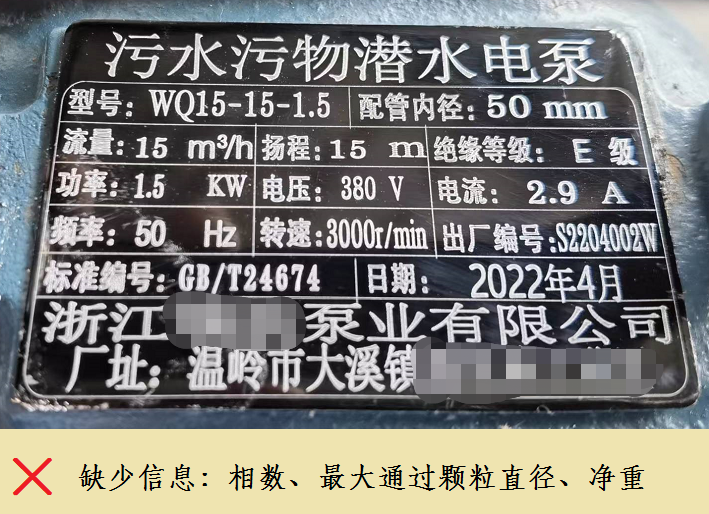 污水污物潜水电泵
型号: WQ15-15-1.5 配管内径: 50 mm
流量: 15 m³/h 扬程: 15 m 绝缘等级: E 级
功率: 1.5 KW 电压: 380 V 电流: 2.9 A
频率: 50 Hz 转速: 3000r/min 出厂编号: S2204002W
标准编号: GB/T24674 日期: 2022年4月
浙江 泵业有限公司
厂址: 温岭市大溪镇
缺少信息: 相数、最大通过颗粒直径、净重